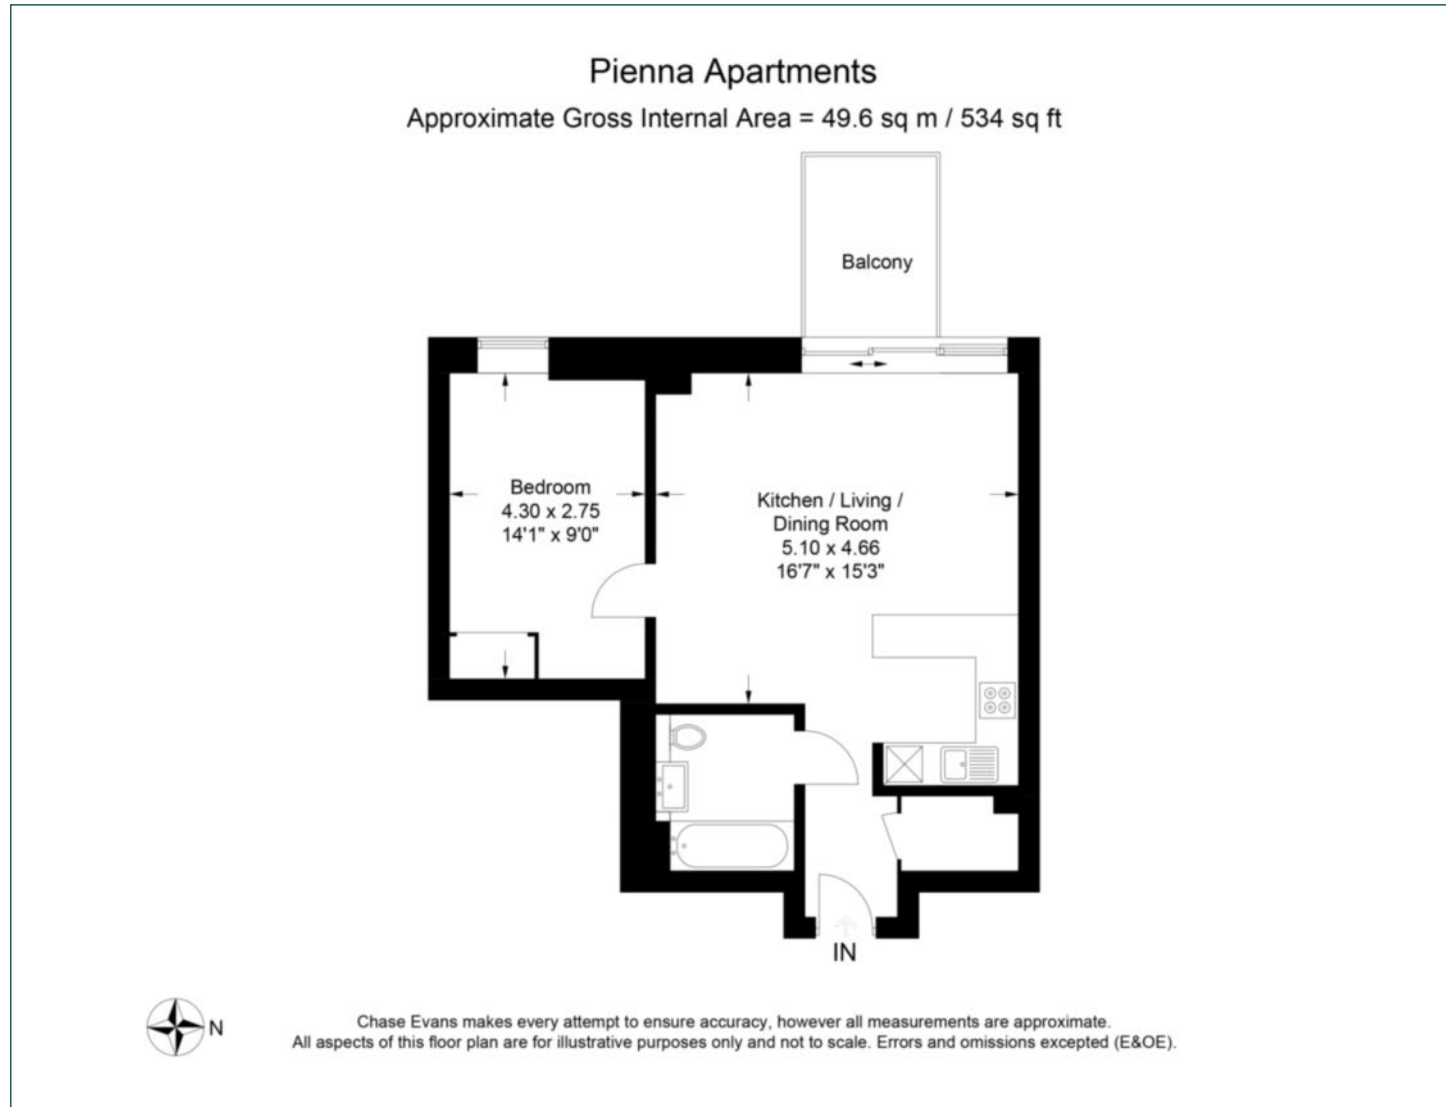 Pienna Apartments
Approximate Gross Internal Area = 49.6 sq m / 534 sq ft
Balcony
Bedroom
4.30 x 2.75
14'1" x 9'0"
Kitchen / Living /
Dining Room
5.10 x 4.66
16'7" x 15'3"
IN
N
Chase Evans makes every attempt to ensure accuracy, however all measurements are approximate.
All aspects of this floor plan are for illustrative purposes only and not to scale. Errors and omissions excepted (E&OE).